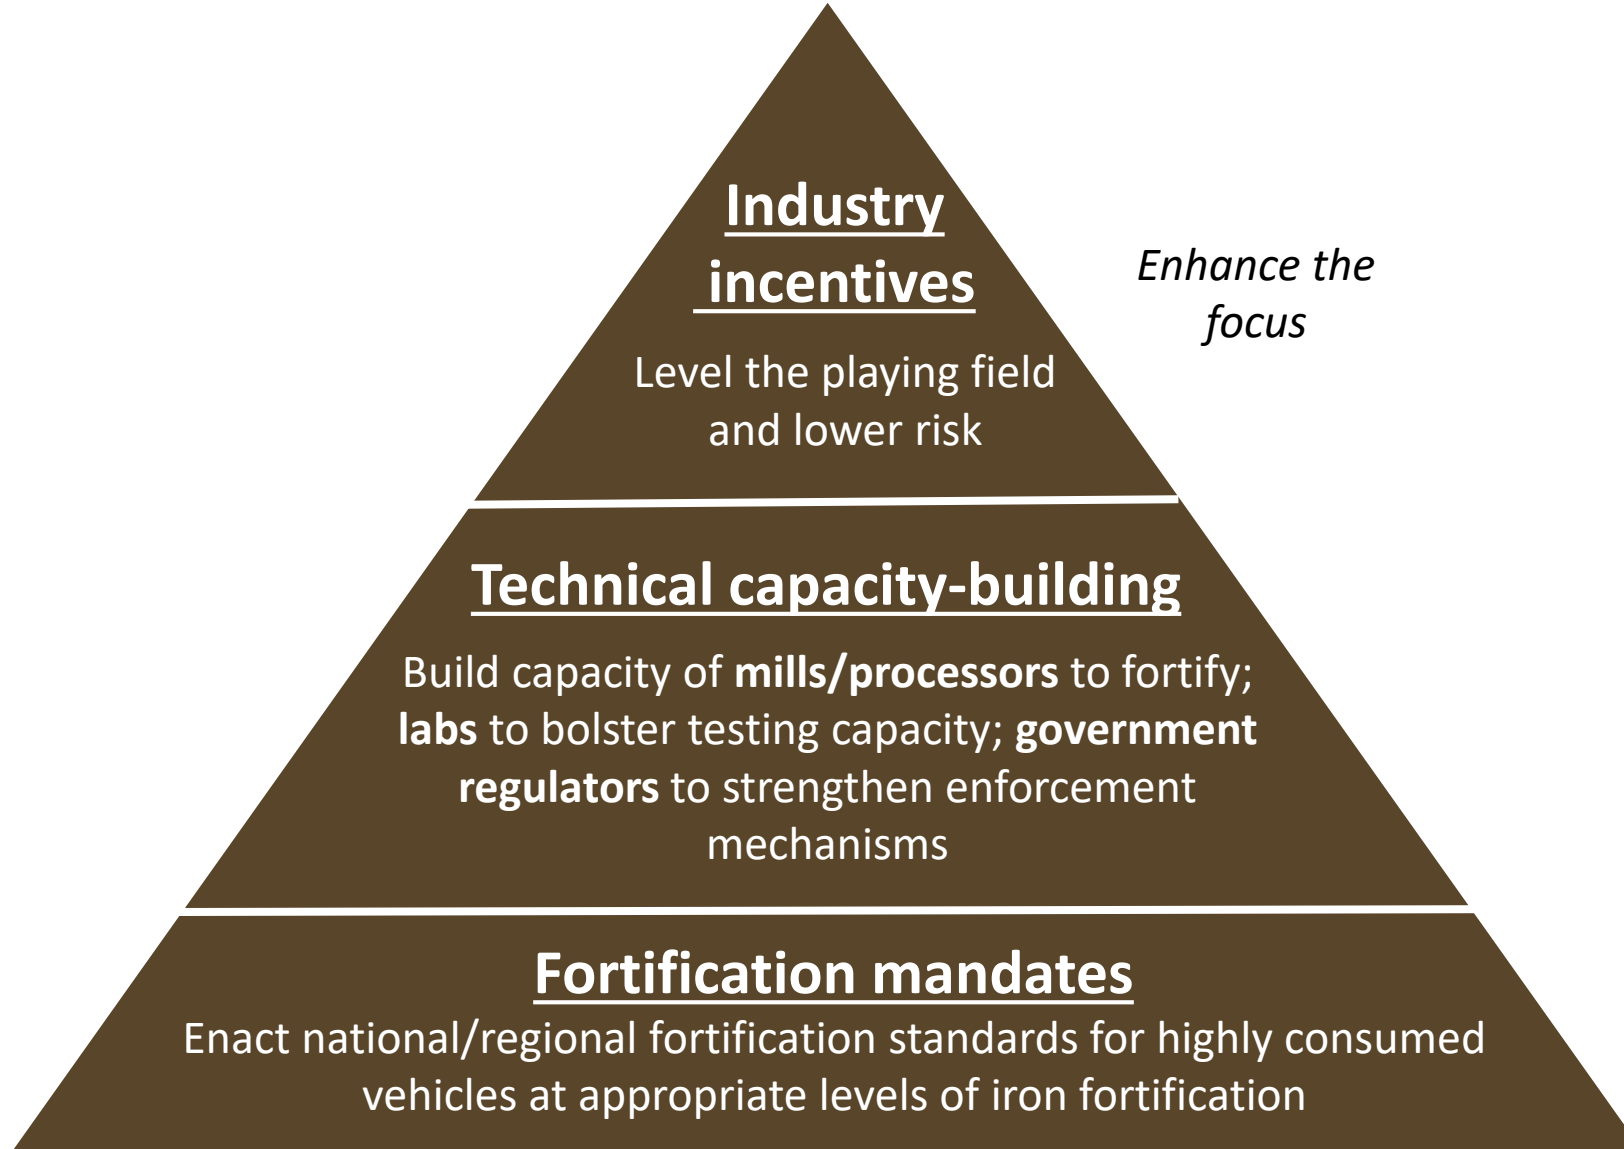 Industry
incentives
Enhance the
focus
Level the playing field
and lower risk
Technical capacity-building
Build capacity of mills/processors to fortify;
labs to bolster testing capacity; government
regulators to strengthen enforcement
mechanisms
Fortification mandates
Enact national/regional fortification standards for highly consumed
vehicles at appropriate levels of iron fortification